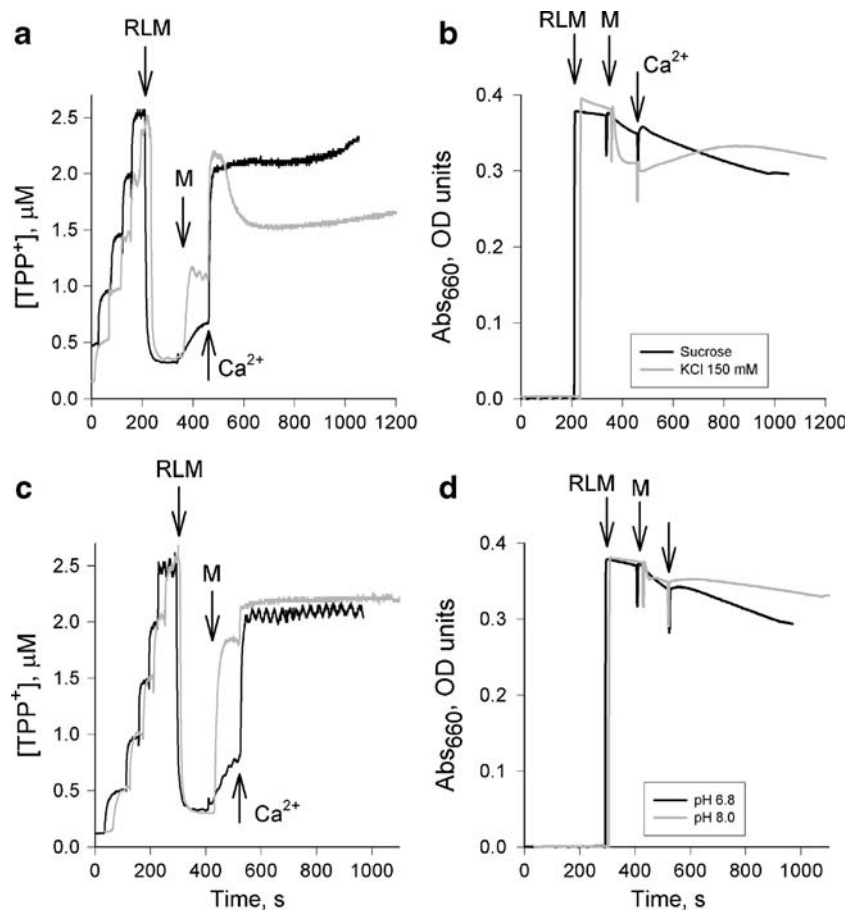 a
RLM
M
Ca²⁺
[TPP⁺], μM
2.5
2.0
1.5
1.0
0.5
0.0
0 200 400 600 800 1000 1200
b
RLM M
Ca²⁺
Abs₆₆₀, OD units
0.4
0.3
0.2
0.1
0.0
Sucrose
KCl 150 mM
0 200 400 600 800 1000 1200
c
RLM
M
Ca²⁺
[TPP⁺], μM
2.5
2.0
1.5
1.0
0.5
0.0
0 200 400 600 800 1000
Time, s
d
RLM M
Abs₆₆₀, OD units
0.4
0.3
0.2
0.1
0.0
pH 6.8
pH 8.0
0 200 400 600 800 1000
Time, s